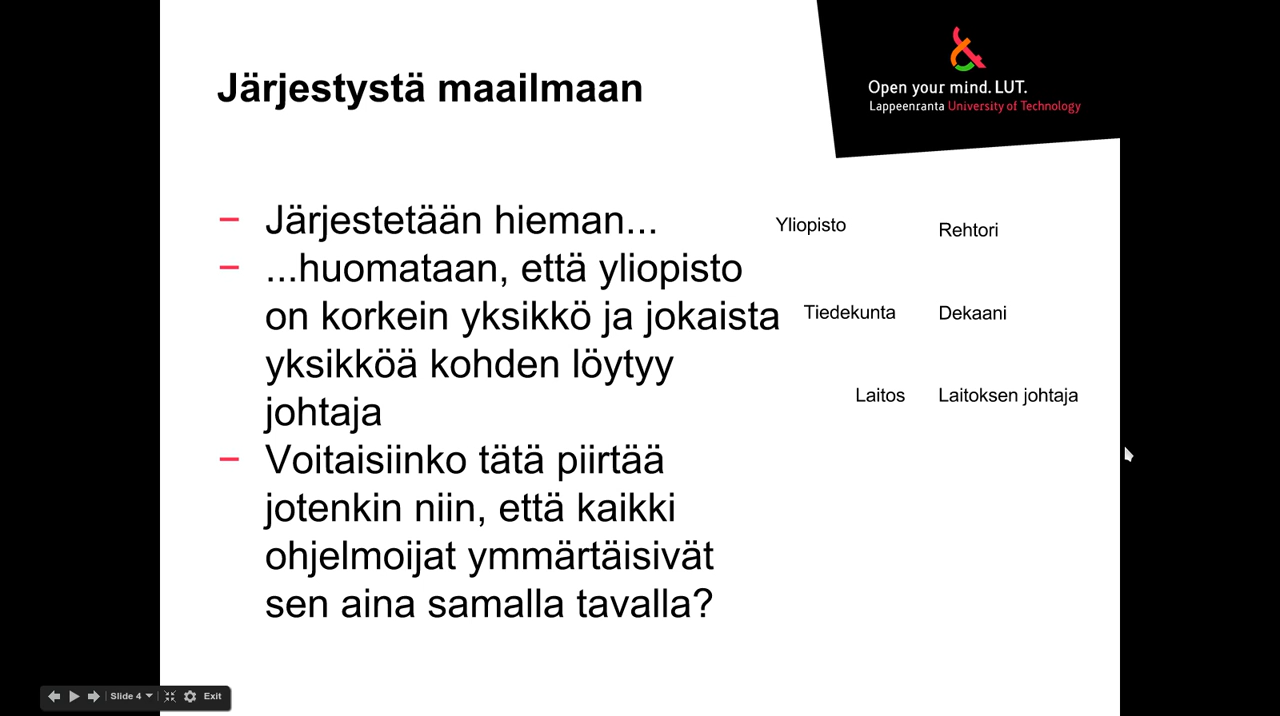 Järjestystä maailmaan
Open your mind. LUT.
Lappeenranta University of Technology
– Järjestetään hieman...
– ...huomataan, että yliopisto
on korkein yksikkö ja jokaista
yksikköä kohden löytyy
johtaja
– Voitaisiinko tätä piirtää
jotenkin niin, että kaikki
ohjelmoijat ymmärtäisivät
sen aina samalla tavalla?
Yliopisto Rehtori
Tiedekunta Dekaani
Laitos Laitoksen johtaja
Slide 4 Exit